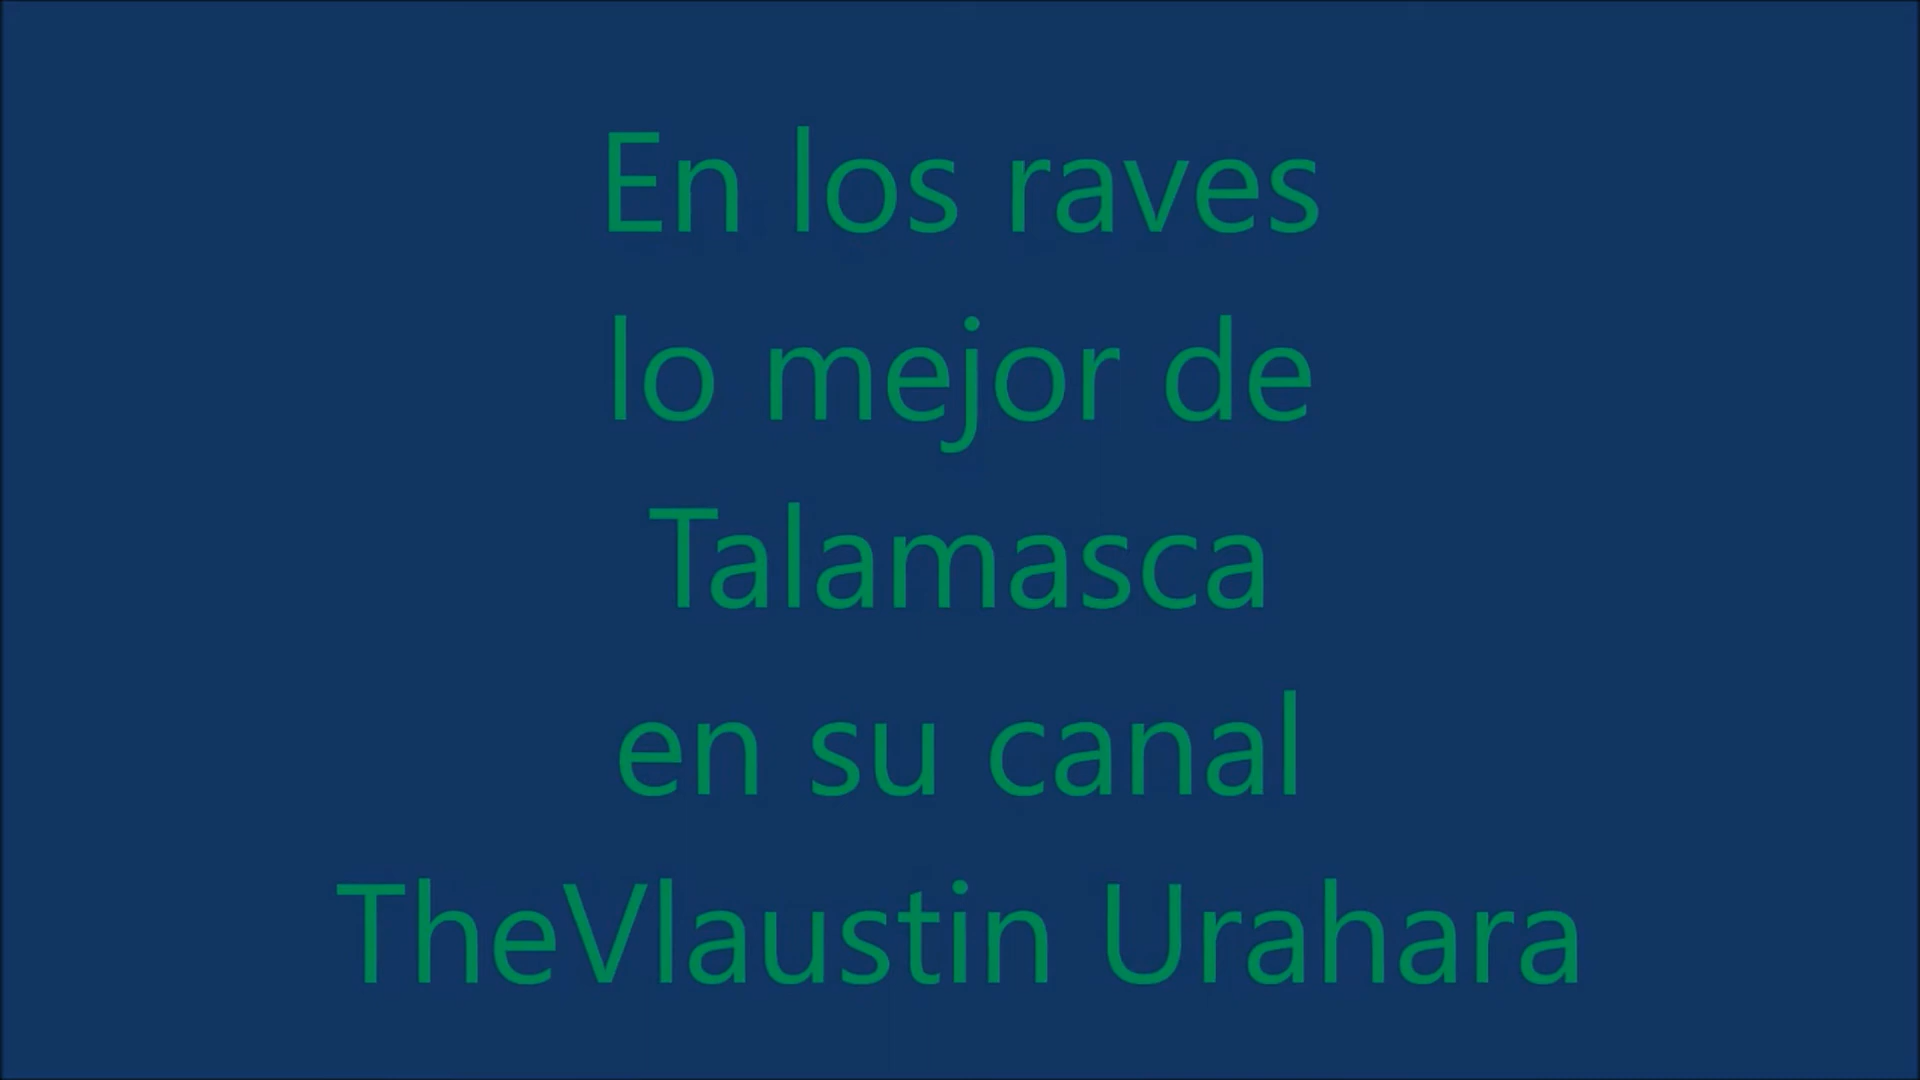 En los raves
lo mejor de
Talamasca
en su canal
TheVlaustin Urahara